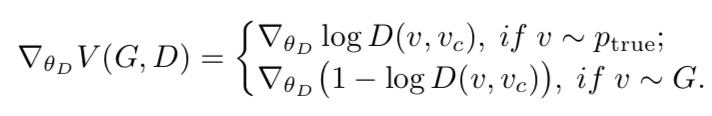 ∇_{θ_D} V(G, D) = { ∇_{θ_D} log D(v, v_c), if v ∼ p_true;
∇_{θ_D} (1 − log D(v, v_c)), if v ∼ G.